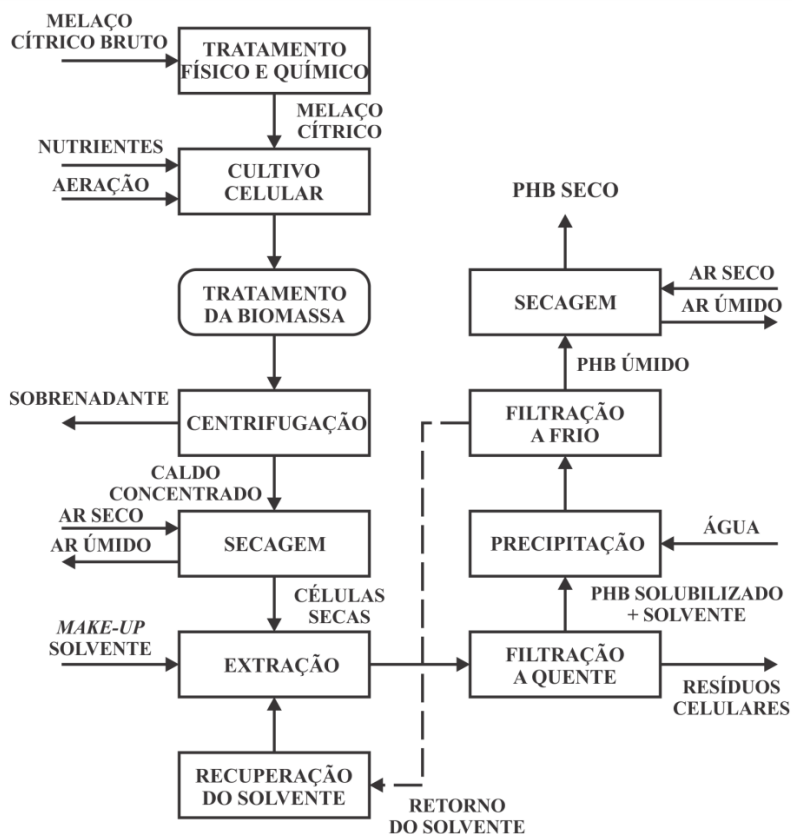 MELAÇO
CÍTRICO BRUTO
TRATAMENTO
FÍSICO E QUÍMICO
MELAÇO
CÍTRICO
NUTRIENTES
AERAÇÃO
CULTIVO
CELULAR
TRATAMENTO
DA BIOMASSA
SOBRENADANTE
CENTRIFUGAÇÃO
CALDO
CONCENTRADO
AR SECO
AR ÚMIDO
SECAGEM
CÉLULAS
SECAS
MAKE-UP
SOLVENTE
EXTRAÇÃO
RECUPERAÇÃO
DO SOLVENTE
RETORNO
DO SOLVENTE
FILTRAÇÃO
A QUENTE
RESÍDUOS
CELULARES
PHB SOLUBILIZADO
+ SOLVENTE
PRECIPITAÇÃO
ÁGUA
FILTRAÇÃO
A FRIO
PHB ÚMIDO
SECAGEM
AR SECO
AR ÚMIDO
PHB SECO